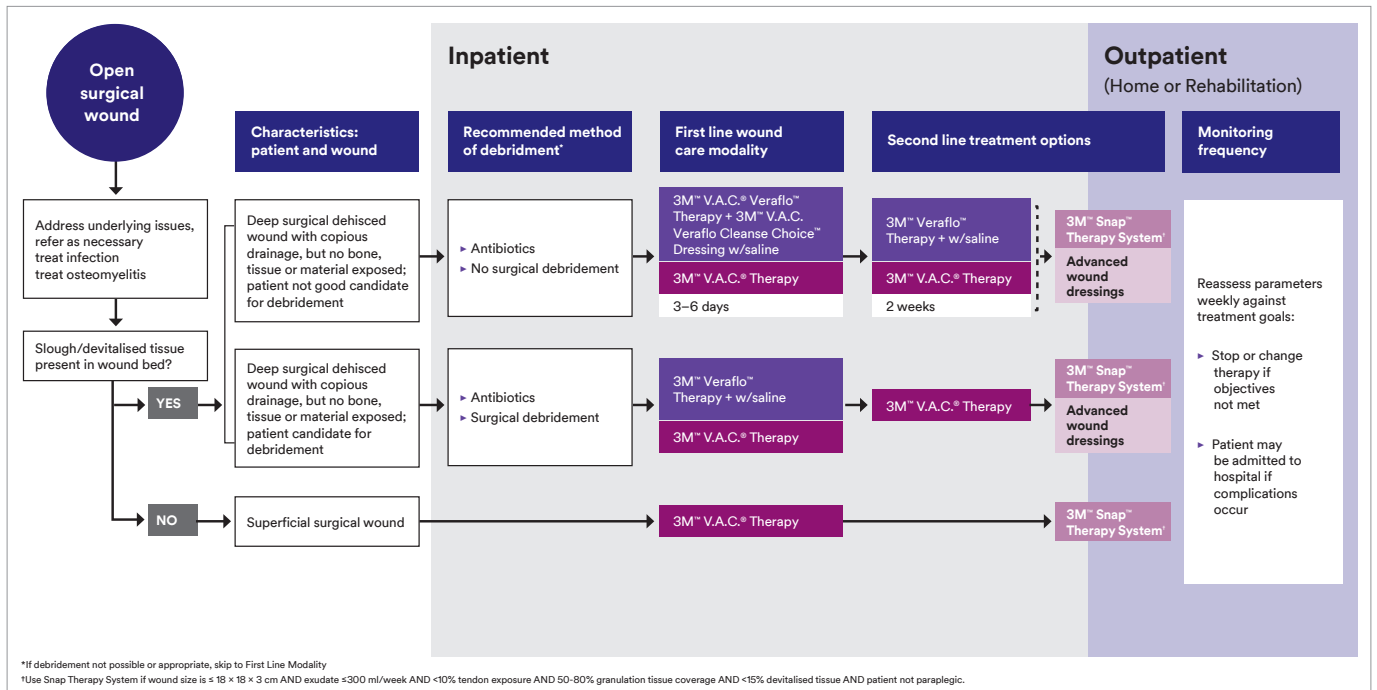 Open
surgical
wound
Inpatient
Outpatient
(Home or Rehabilitation)
Characteristics:
patient and wound
Recommended method
of debridment*
First line wound
care modality
Second line treatment options
Monitoring
frequency
Address underlying issues,
refer as necessary
treat infection
treat osteomyelitis
Slough/devitalised tissue
present in wound bed?
YES
NO
Deep surgical dehisced
wound with copious
drainage, but no bone,
tissue or material exposed;
patient not good candidate
for debridement
► Antibiotics
► No surgical debridement
3M™ V.A.C.® Veraflo™
Therapy + 3M™ V.A.C.
Veraflo Cleanse Choice™
Dressing w/saline
3M™ V.A.C.® Therapy
3–6 days
3M™ Veraflo™
Therapy + w/saline
3M™ V.A.C.® Therapy
2 weeks
3M™ Snap™
Therapy System†
Advanced
wound
dressings
Deep surgical dehisced
wound with copious
drainage, but no bone,
tissue or material exposed;
patient candidate for
debridement
► Antibiotics
► Surgical debridement
3M™ Veraflo™
Therapy + w/saline
3M™ V.A.C.® Therapy
3M™ V.A.C.® Therapy
3M™ Snap™
Therapy System†
Advanced
wound
dressings
Superficial surgical wound
3M™ V.A.C.® Therapy
3M™ Snap™
Therapy System†
Reassess parameters
weekly against
treatment goals:
► Stop or change
therapy if
objectives
not met
► Patient may
be admitted to
hospital if
complications
occur
*If debridement not possible or appropriate, skip to First Line Modality
†Use Snap Therapy System if wound size is ≤ 18 × 18 × 3 cm AND exudate ≤300 ml/week AND <10% tendon exposure AND 50-80% granulation tissue coverage AND <15% devitalised tissue AND patient not paraplegic.